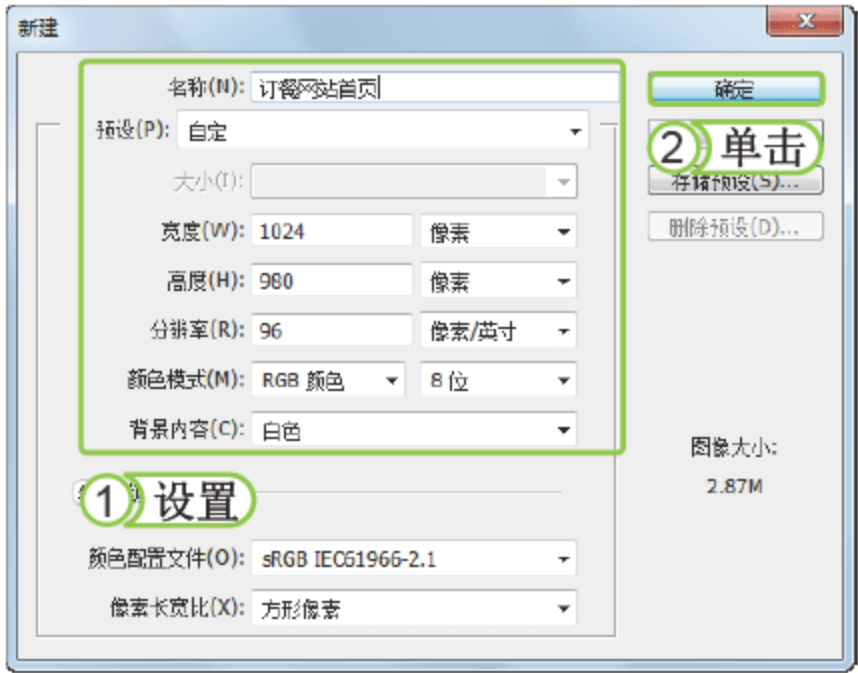 新建
名称(N): 订餐网站首页
确定
预设(P): 自定
② 单击
大小(I):
存储预设(S)...
宽度(W): 1024 像素
删除预设(D)...
高度(H): 980 像素
分辨率(R): 96 像素/英寸
颜色模式(M): RGB 颜色 8 位
背景内容(C): 白色
图像大小:
2.87M
① 设置
颜色配置文件(O): sRGB IEC61966-2.1
像素长宽比(X): 方形像素